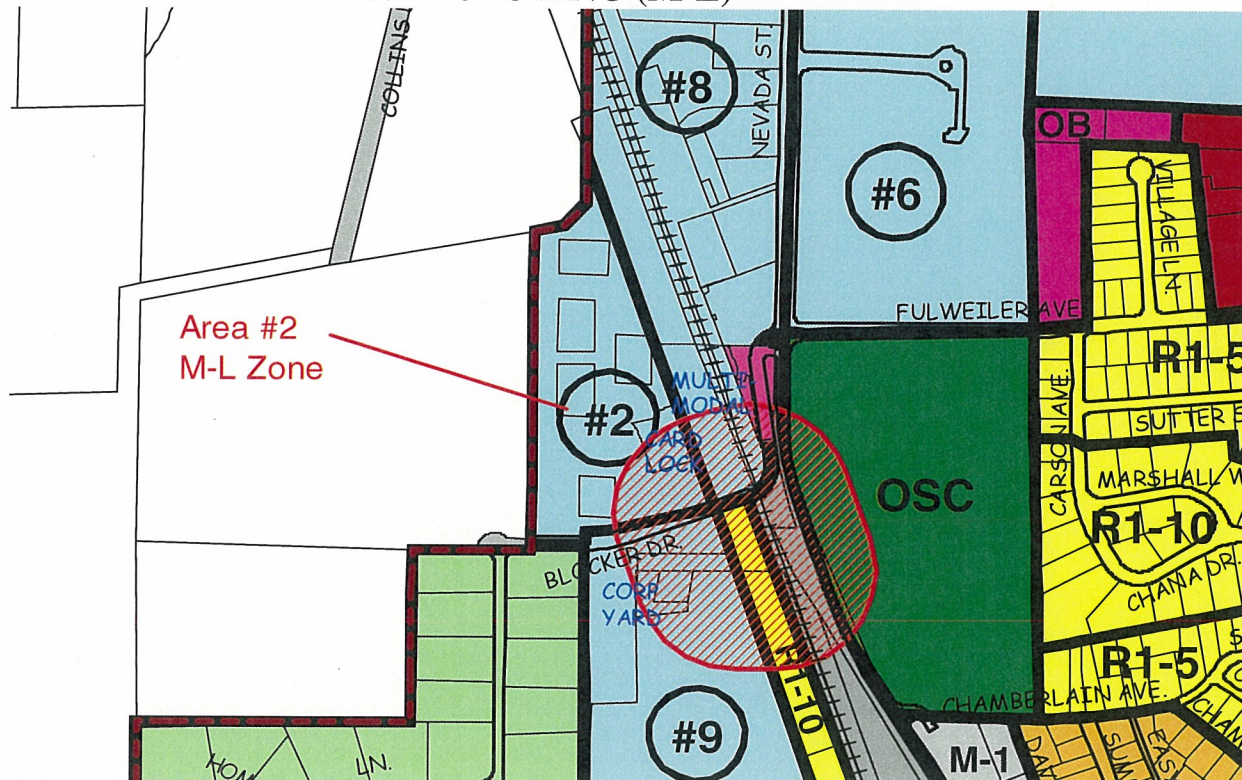 COLLINS
#8
NEVADA ST.
#6
OB
VILLAGE LN.
FULWEILER AVE
Area #2
M-L Zone
#2
MULTI-
MODAL
CARD
LOCK
OSC
CARSON AVE.
R1-5
SUTTER
MARSHALL
R1-10
CHANA DR.
BLOCKER DR.
CORP
YARD
R1-10
#9
R1-5
CHAMBERLAIN AVE.
M-1
LN.